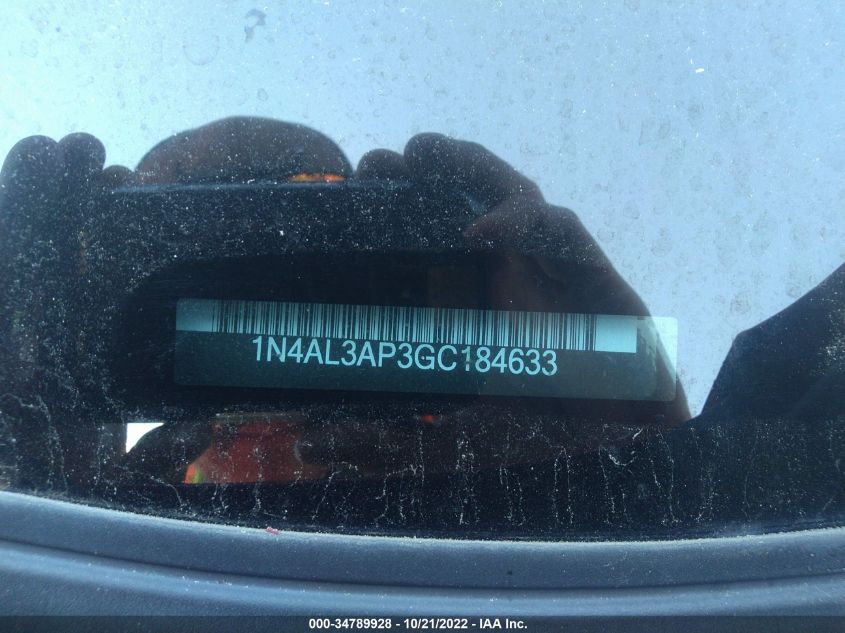 1N4AL3AP3GC184633
000-34789928 - 10/21/2022 - IAA Inc.